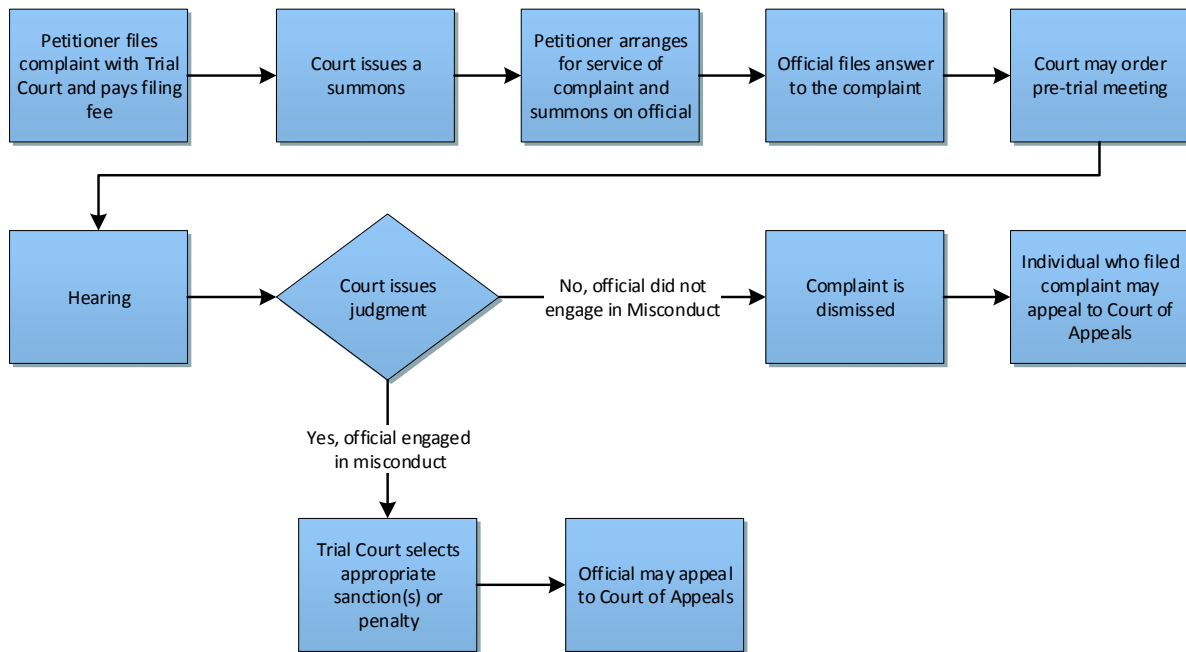 Petitioner files
complaint with Trial
Court and pays filing
fee
Court issues a
summons
Petitioner arranges
for service of
complaint and
summons on official
Official files answer
to the complaint
Court may order
pre-trial meeting
Hearing
Court issues
judgment
No, official did not
engage in Misconduct
Complaint is
dismissed
Individual who filed
complaint may
appeal to Court of
Appeals
Yes, official engaged
in misconduct
Trial Court selects
appropriate
sanction(s) or
penalty
Official may appeal
to Court of Appeals